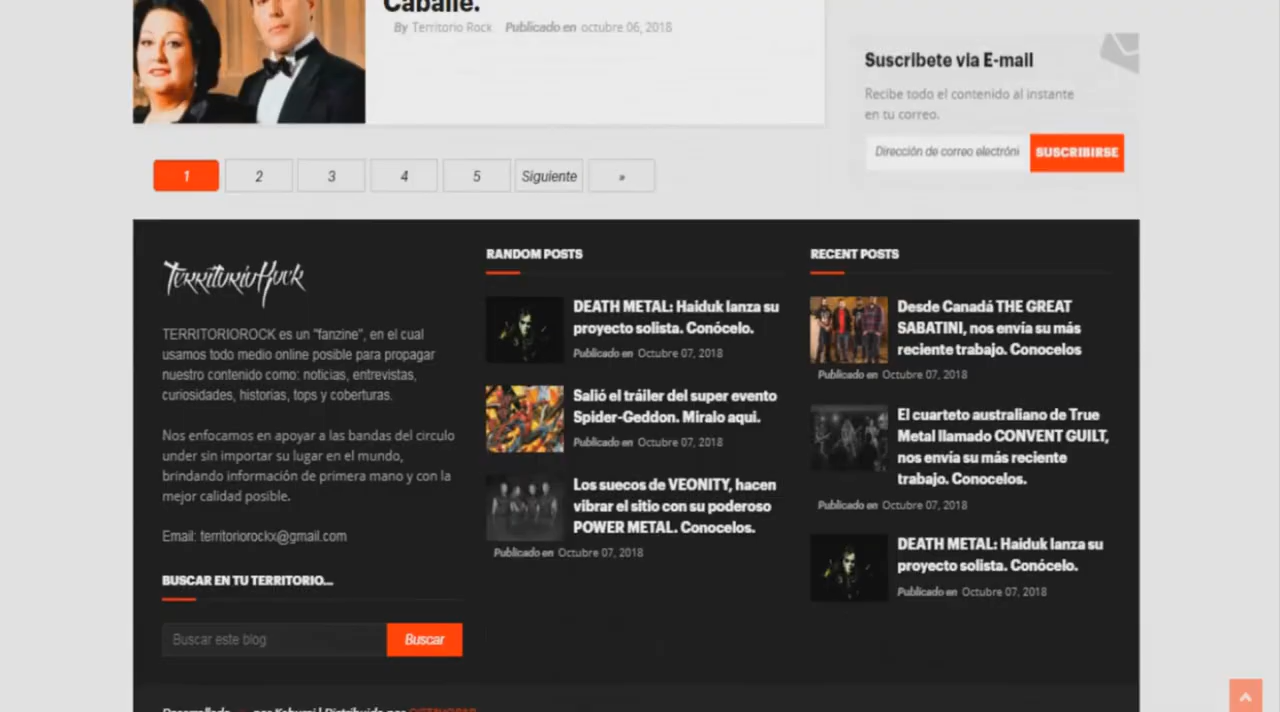 Caballé.
By Territorio Rock Publicado en octubre 06, 2018
Suscribete via E-mail
Recibe todo el contenido al instante
en tu correo.
Dirección de correo electróni
SUSCRIBIRSE
1 2 3 4 5 Siguiente »
TerritorioRock
TERRITORIOROCK es un "fanzine", en el cual
usamos todo medio online posible para propagar
nuestro contenido como: noticias, entrevistas,
curiosidades, historias, tops y coberturas.
Nos enfocamos en apoyar a las bandas del circulo
under sin importar su lugar en el mundo,
brindando información de primera mano y con la
mejor calidad posible.
Email: territoriorockx@gmail.com
BUSCAR EN TU TERRITORIO...
Buscar este blog
Buscar
RANDOM POSTS
DEATH METAL: Haiduk lanza su
proyecto solista. Conócelo.
Publicado en Octubre 07, 2018
Salió el tráiler del super evento
Spider-Geddon. Miralo aqui.
Publicado en Octubre 07, 2018
Los suecos de VEONITY, hacen
vibrar el sitio con su poderoso
POWER METAL. Conocelos.
Publicado en Octubre 07, 2018
RECENT POSTS
Desde Canadá THE GREAT
SABATINI, nos envía su más
reciente trabajo. Conocelos
Publicado en Octubre 07, 2018
El cuarteto australiano de True
Metal llamado CONVENT GUILT,
nos envía su más reciente
trabajo. Conocelos.
Publicado en Octubre 07, 2018
DEATH METAL: Haiduk lanza su
proyecto solista. Conócelo.
Publicado en Octubre 07, 2018
por Kabumi | Distribuido por